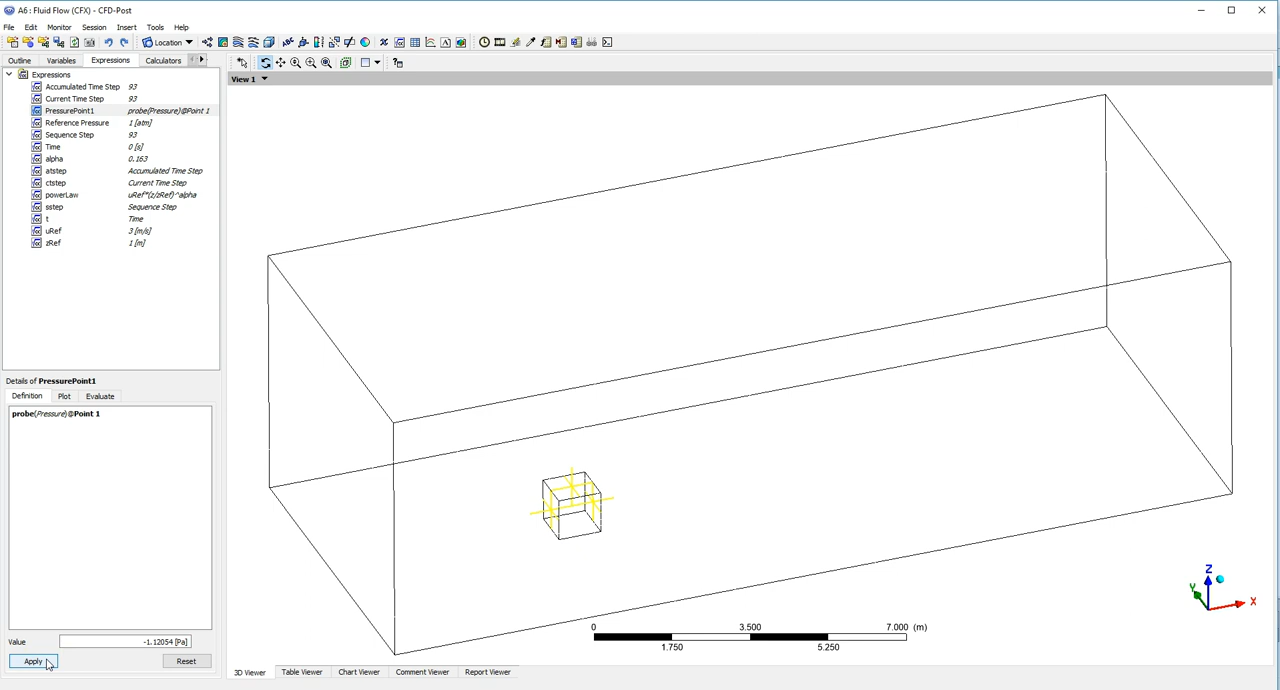 A6 : Fluid Flow (CFX) - CFD-Post
File Edit Monitor Session Insert Tools Help
Location
Outline Variables Expressions Calculators
View 1
Expressions
Accumulated Time Step 93
Current Time Step 93
PressurePoint1 probe(Pressure)@Point 1
Reference Pressure 1 [atm]
Sequence Step 93
Time 0 [s]
alpha 0.163
atstep Accumulated Time Step
ctstep Current Time Step
powerLaw uRef*(z/zRef)^alpha
sstep Sequence Step
t Time
uRef 3 [m/s]
zRef 1 [m]
Details of PressurePoint1
Definition Plot Evaluate
probe(Pressure)@Point 1
Value -1.12054 [Pa]
Apply Reset
0 3.500 7.000 (m)
1.750 5.250
Z
Y
X
3D Viewer Table Viewer Chart Viewer Comment Viewer Report Viewer